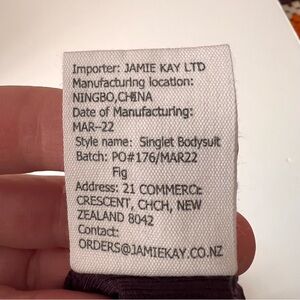 Importer: JAMIE KAY LTD
Manufacturing location:
NINGBO,CHINA
Date of Manufacturing:
MAR-22
Style name: Singlet Bodysuit
Batch: PO#176/MAR22
Fig
Address: 21 COMMERCE
CRESCENT, CHCH, NEW
ZEALAND 8042
Contact:
ORDERS@JAMIEKAY.CO.NZ